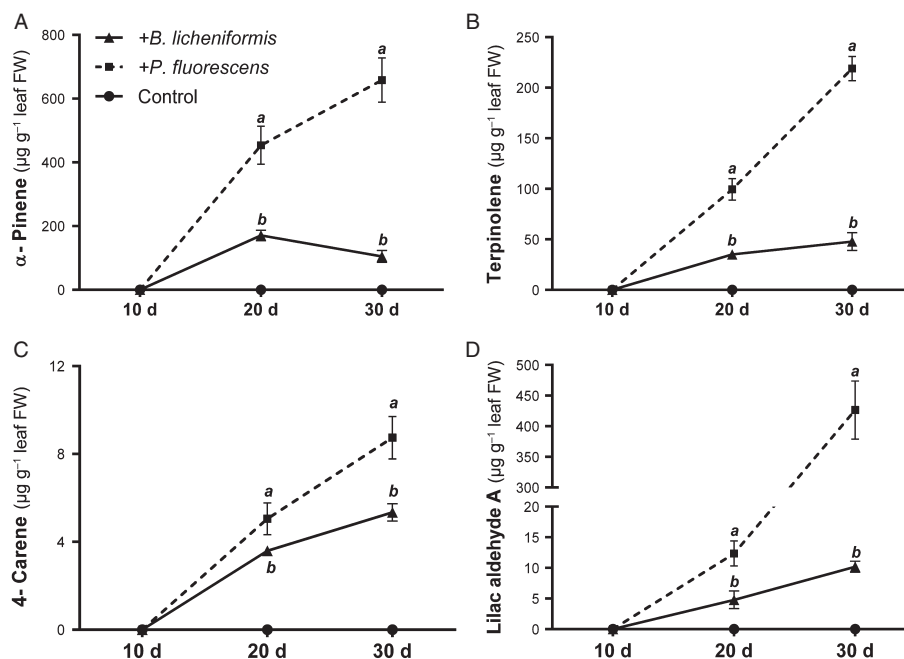 A
α- Pinene (µg g⁻¹ leaf FW)
800
600
400
200
0
+B. licheniformis
+P. fluorescens
Control
a
a
b
b
10 d 20 d 30 d
B
Terpinolene (µg g⁻¹ leaf FW)
250
200
150
100
50
0
a
a
b
b
10 d 20 d 30 d
C
4- Carene (µg g⁻¹ leaf FW)
12
8
4
0
a
a
b
b
10 d 20 d 30 d
D
Lilac aldehyde A (µg g⁻¹ leaf FW)
500
450
400
350
300
20
15
10
5
0
a
a
b
b
10 d 20 d 30 d